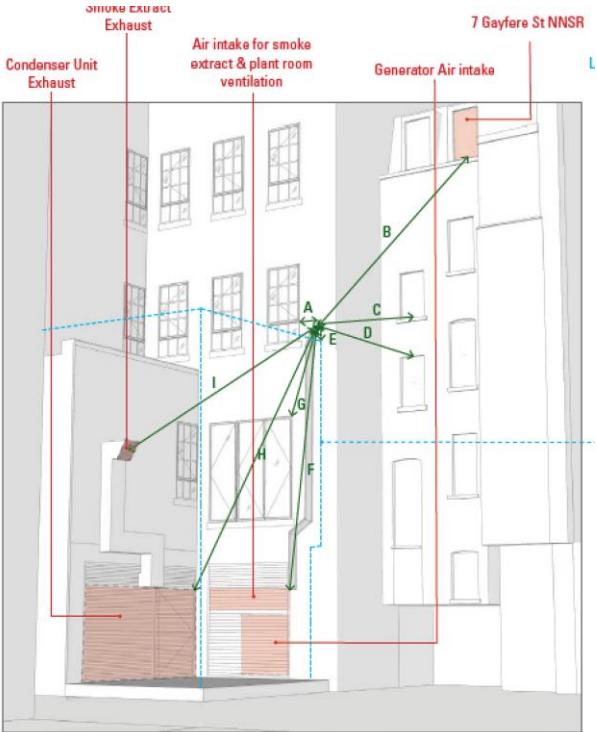 Smoke Extract
Exhaust
7 Gayfere St NNSR
Air intake for smoke
extract & plant room
ventilation
Condenser Unit
Exhaust
Generator Air intake
L
B
A
C
D
E
I
G
H
F